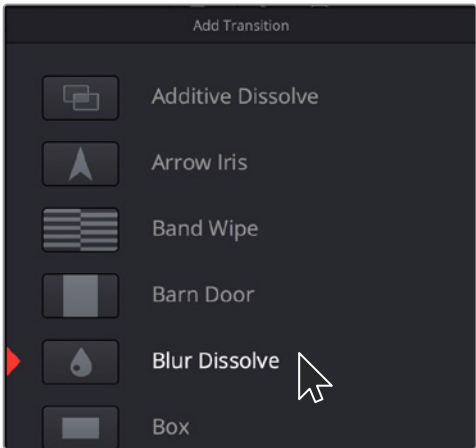 Add Transition
Additive Dissolve
Arrow Iris
Band Wipe
Barn Door
Blur Dissolve
Box